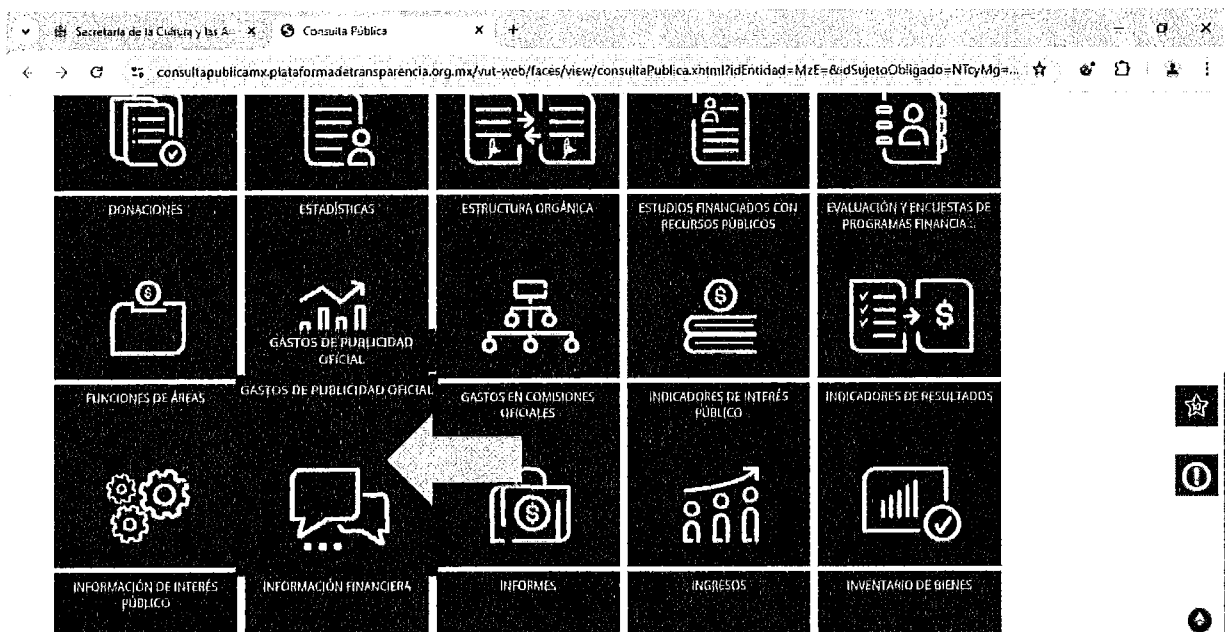 Secretaría de la Cultura y las A
Consulta Pública
consultapublicamx.plataformadetransparencia.org.mx/vut-web/faces/view/consultaPublica.xhtml?idEntidad=MzE=&idSujetoObligado=NTcyMg=...
DONACIONES
ESTADÍSTICAS
ESTRUCTURA ORGÁNICA
ESTUDIOS FINANCIADOS CON
RECURSOS PÚBLICOS
EVALUACIÓN Y ENCUESTAS DE
PROGRAMAS FINANCIA...
GASTOS DE PUBLICIDAD
OFICIAL
FUNCIONES DE ÁREAS
GASTOS DE PUBLICIDAD OFICIAL
GASTOS EN COMISIONES
OFICIALES
INDICADORES DE INTERÉS
PÚBLICO
INDICADORES DE RESULTADOS
INFORMACIÓN DE INTERÉS
PÚBLICO
INFORMACIÓN FINANCIERA
INFORMES
INGRESOS
INVENTARIO DE BIENES